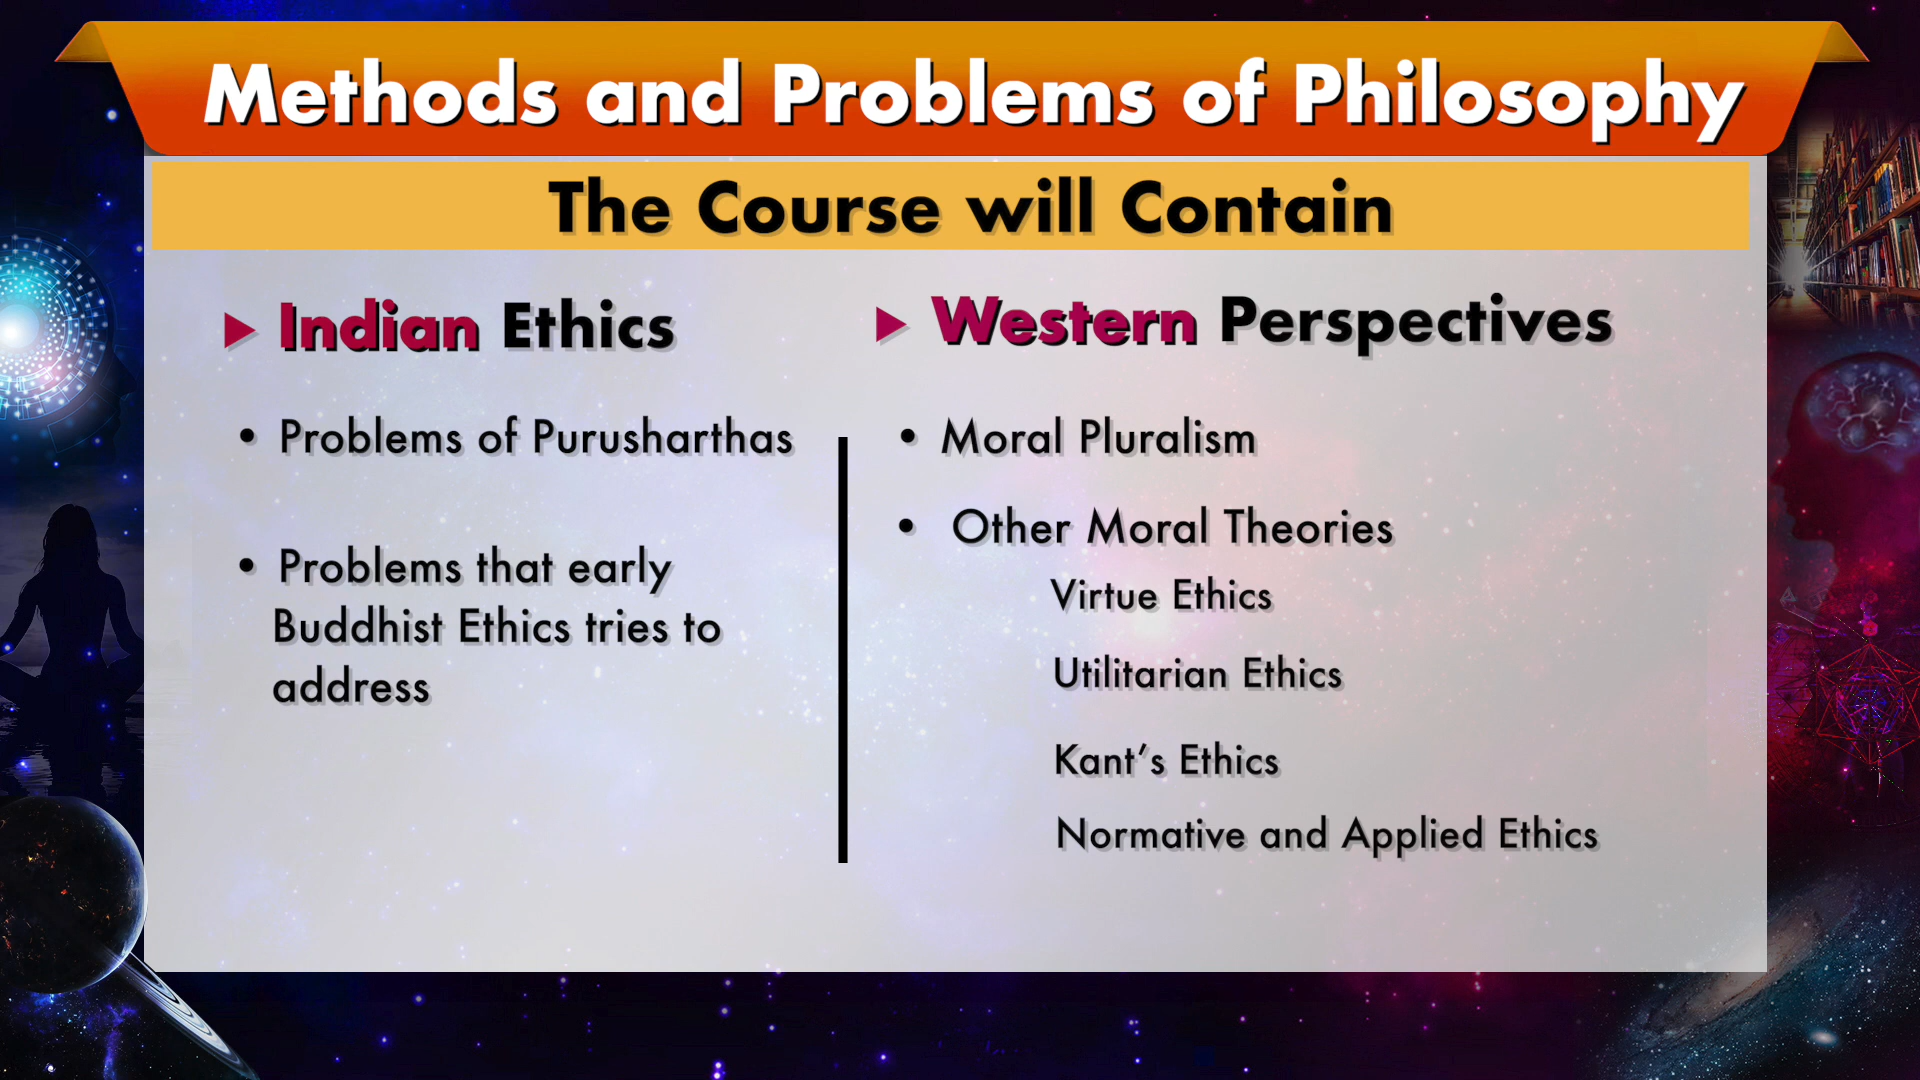 Methods and Problems of Philosophy
The Course will Contain
Indian Ethics
• Problems of Purusharthas
• Problems that early
Buddhist Ethics tries to
address
Western Perspectives
• Moral Pluralism
• Other Moral Theories
Virtue Ethics
Utilitarian Ethics
Kant’s Ethics
Normative and Applied Ethics